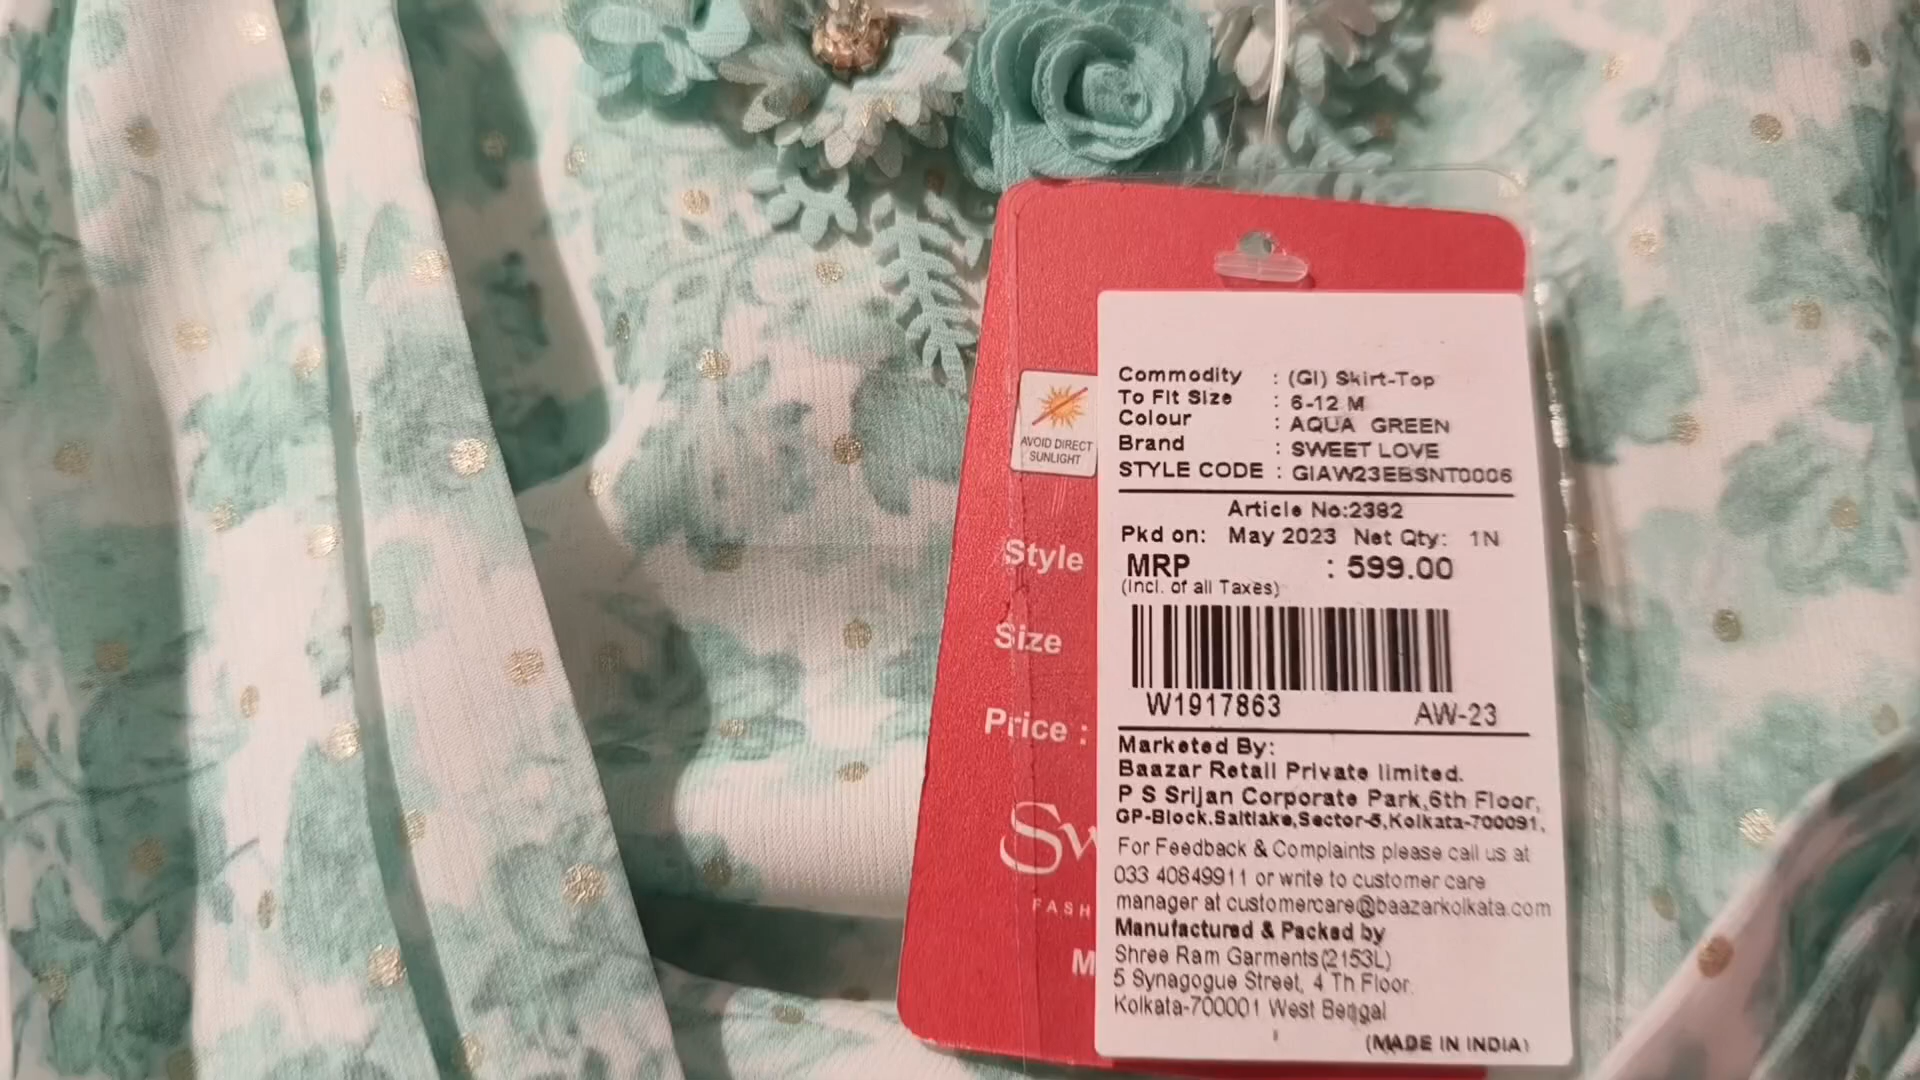 AVOID DIRECT
SUNLIGHT
Style
Size
Price :
Sw
FASH
M
Commodity : (GI) Skirt-Top
To Fit Size : 6-12 M
Colour : AQUA GREEN
Brand : SWEET LOVE
STYLE CODE : GIAW23EBSNT0006
Article No:2382
Pkd on: May 2023 Net Qty: 1N
MRP : 599.00
(Incl. of all Taxes)
W1917863 AW-23
Marketed By:
Baazar Retail Private limited.
P S Srijan Corporate Park,6th Floor,
GP-Block.Saltlake,Sector-5,Kolkata-700091,
For Feedback & Complaints please call us at
033 40849911 or write to customer care
manager at customercare@baazarkolkata.com
Manufactured & Packed by
Shree Ram Garments(2153L)
5 Synagogue Street, 4 Th Floor.
Kolkata-700001 West Bengal
(MADE IN INDIA)